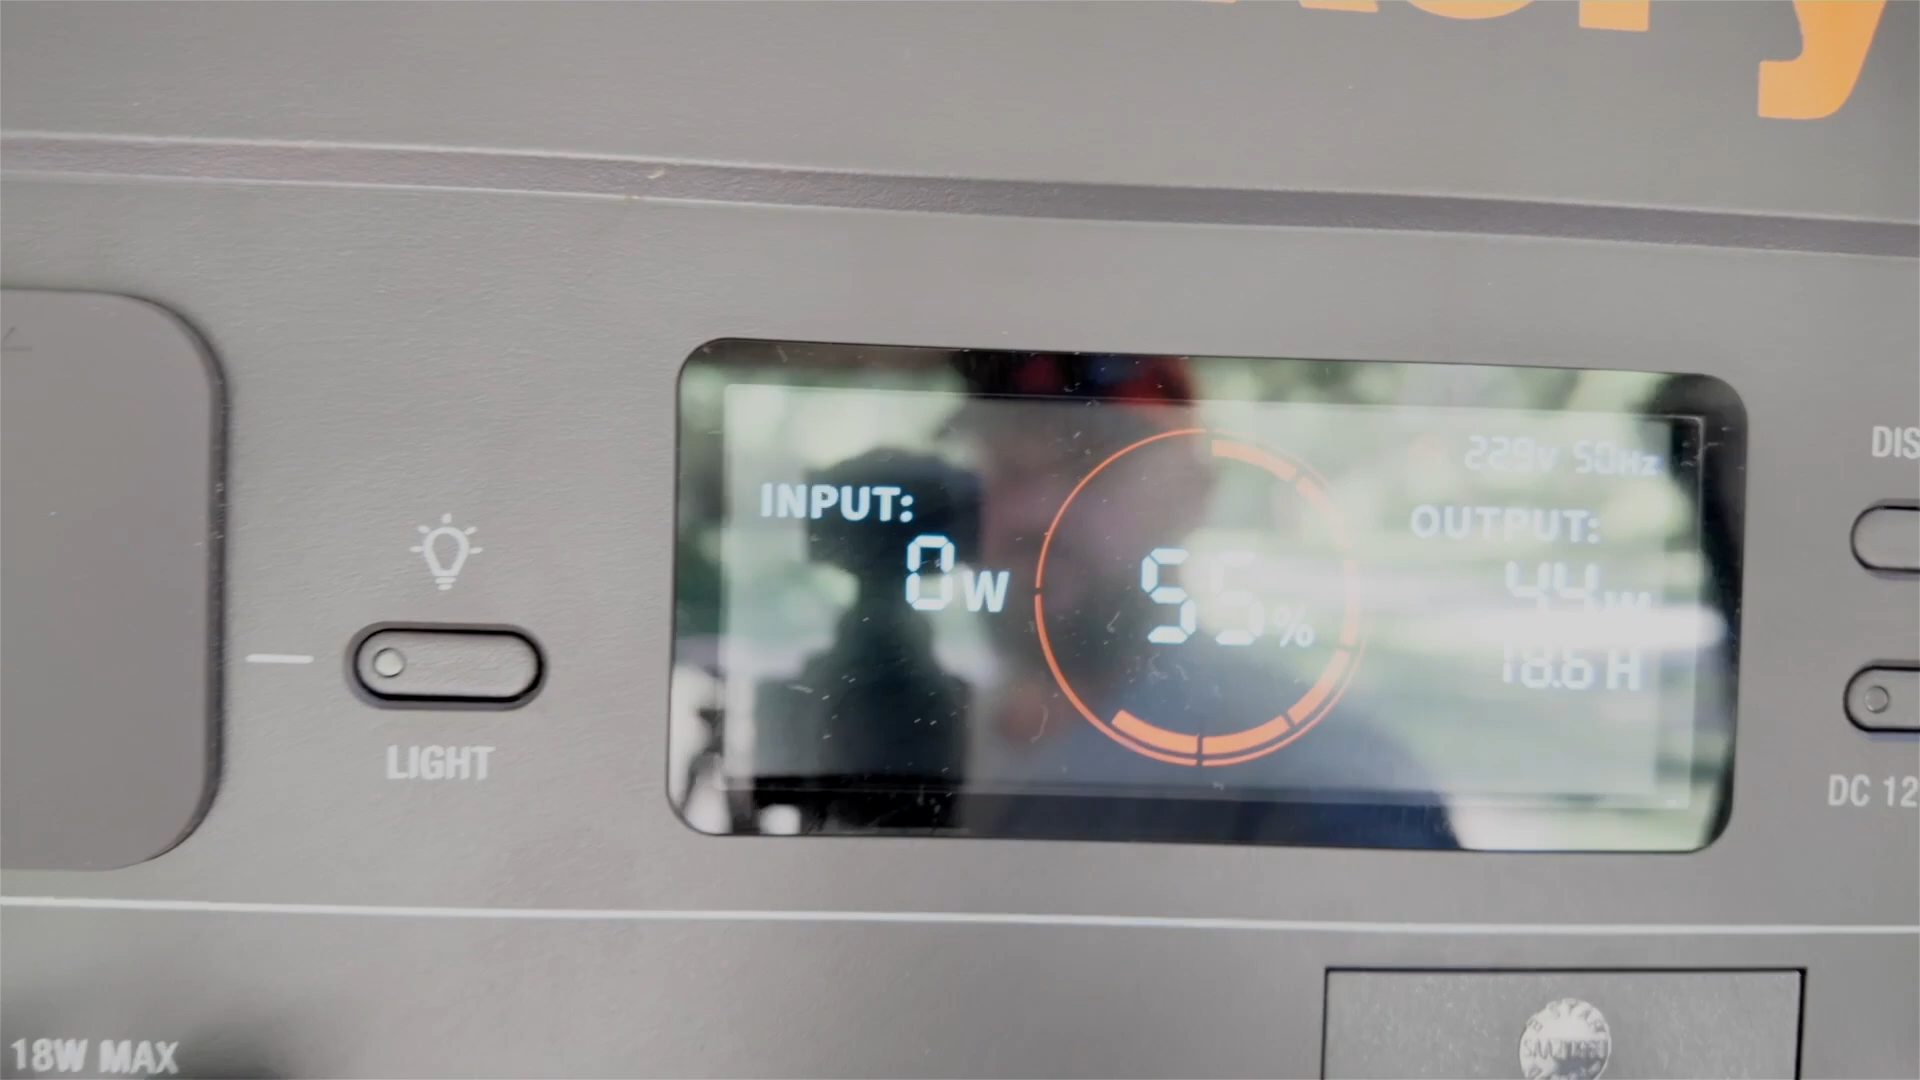 229v 50Hz
INPUT:
OUTPUT:
0W
55%
44W
18.6 H
LIGHT
DIS
DC 12
18W MAX